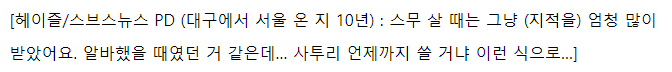 [헤이즐/스브스뉴스 PD (대구에서 서울 온 지 10년) : 스무 살 때는 그냥 (지적을) 엄청 많이
받았어요. 알바했을 때였던 거 같은데... 사투리 언제까지 쓸 거냐 이런 식으로...]